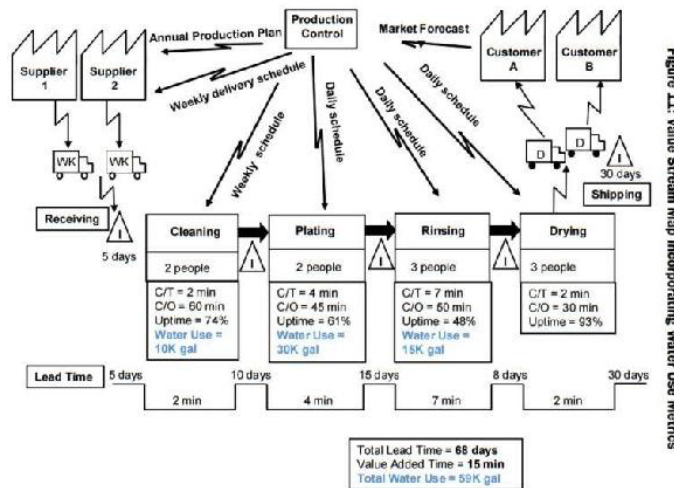 Annual Production Plan
Production
Control
Market Forecast
Supplier
1
Supplier
2
Customer
A
Customer
B
Weekly delivery schedule
Weekly schedule
Daily schedule
Daily schedule
Daily schedule
WK
WK
D
D
I
30 days
Shipping
Receiving
I
5 days
Cleaning
2 people
C/T = 2 min
C/O = 60 min
Uptime = 74%
Water Use =
10K gal
I
Plating
2 people
C/T = 4 min
C/O = 45 min
Uptime = 61%
Water Use =
30K gal
I
Rinsing
3 people
C/T = 7 min
C/O = 50 min
Uptime = 48%
Water Use =
15K gal
I
Drying
3 people
C/T = 2 min
C/O = 30 min
Uptime = 93%
Lead Time
5 days
10 days
15 days
8 days
30 days
2 min
4 min
7 min
2 min
Total Lead Time = 68 days
Value Added Time = 15 min
Total Water Use = 59K gal
Figure 11: Value Stream Map Incorporating Water Use Metrics